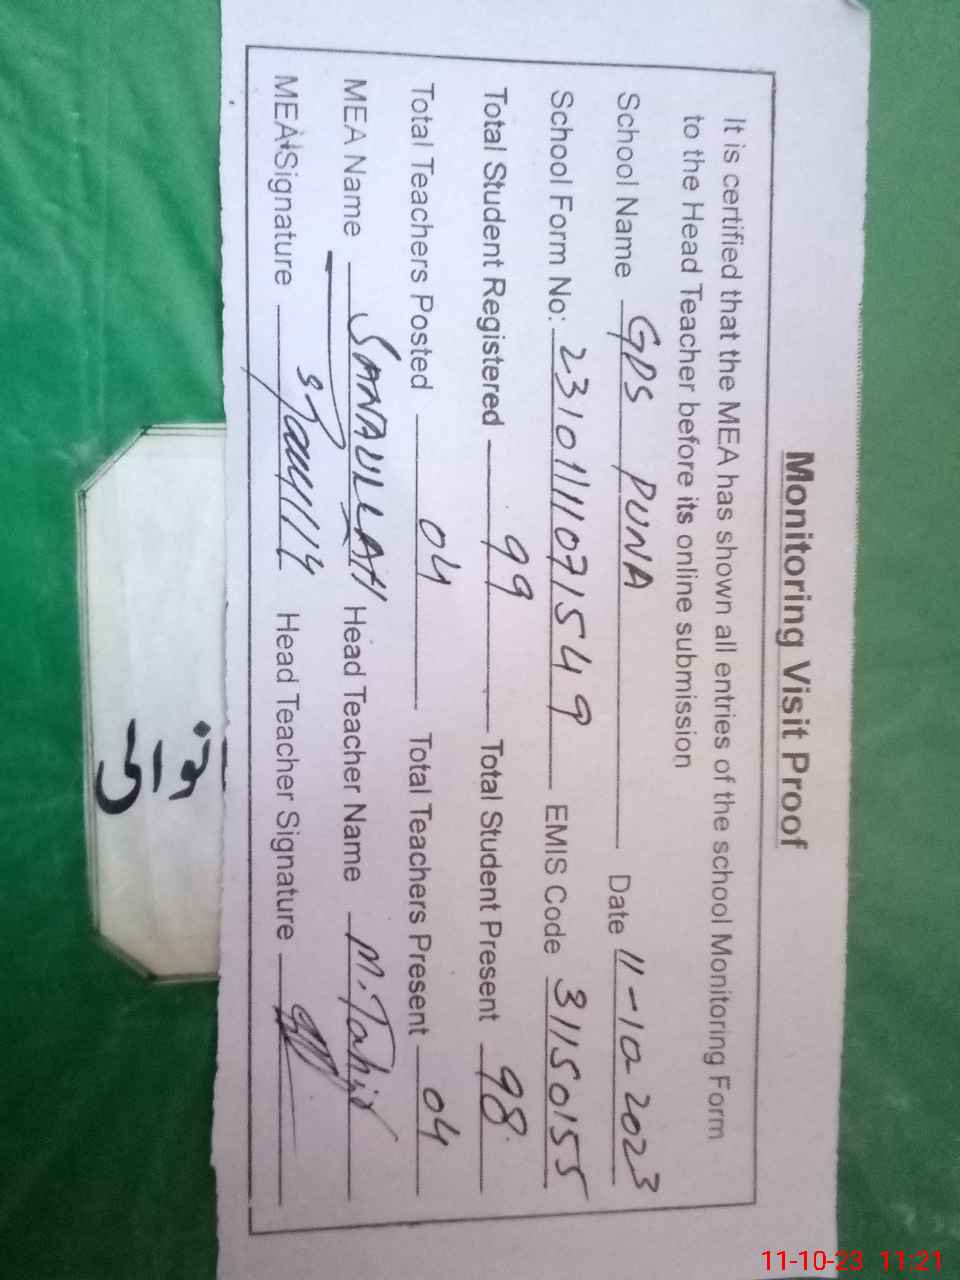 Monitoring Visit Proof
It is certified that the MEA has shown all entries of the school Monitoring Form
to the Head Teacher before its online submission
School Name GPS PUNA Date 11-10-2023
School Form No: 2310111071549 EMIS Code 31150155
Total Student Registered 99 Total Student Present 98
Total Teachers Posted 04 Total Teachers Present 04
MEA Name SANAULLAH Head Teacher Name M. Tahir
MEA Signature Head Teacher Signature
نوالی
11-10-23 11:21